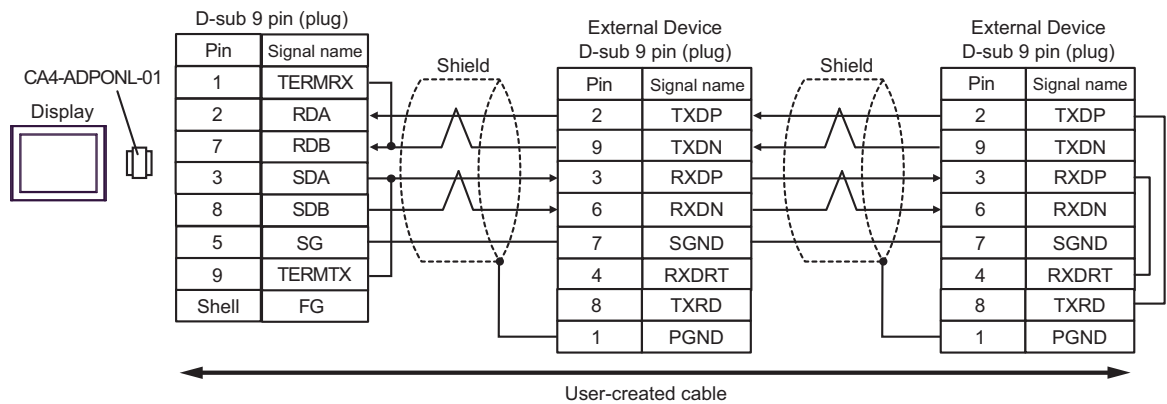 CA4-ADPONL-01
Display
D-sub 9 pin (plug)
Pin Signal name
1 TERMRX
2 RDA
7 RDB
3 SDA
8 SDB
5 SG
9 TERMTX
Shell FG
Shield
External Device
D-sub 9 pin (plug)
Pin Signal name
2 TXDP
9 TXDN
3 RXDP
6 RXDN
7 SGND
4 RXDRT
8 TXRD
1 PGND
Shield
External Device
D-sub 9 pin (plug)
Pin Signal name
2 TXDP
9 TXDN
3 RXDP
6 RXDN
7 SGND
4 RXDRT
8 TXRD
1 PGND
User-created cable